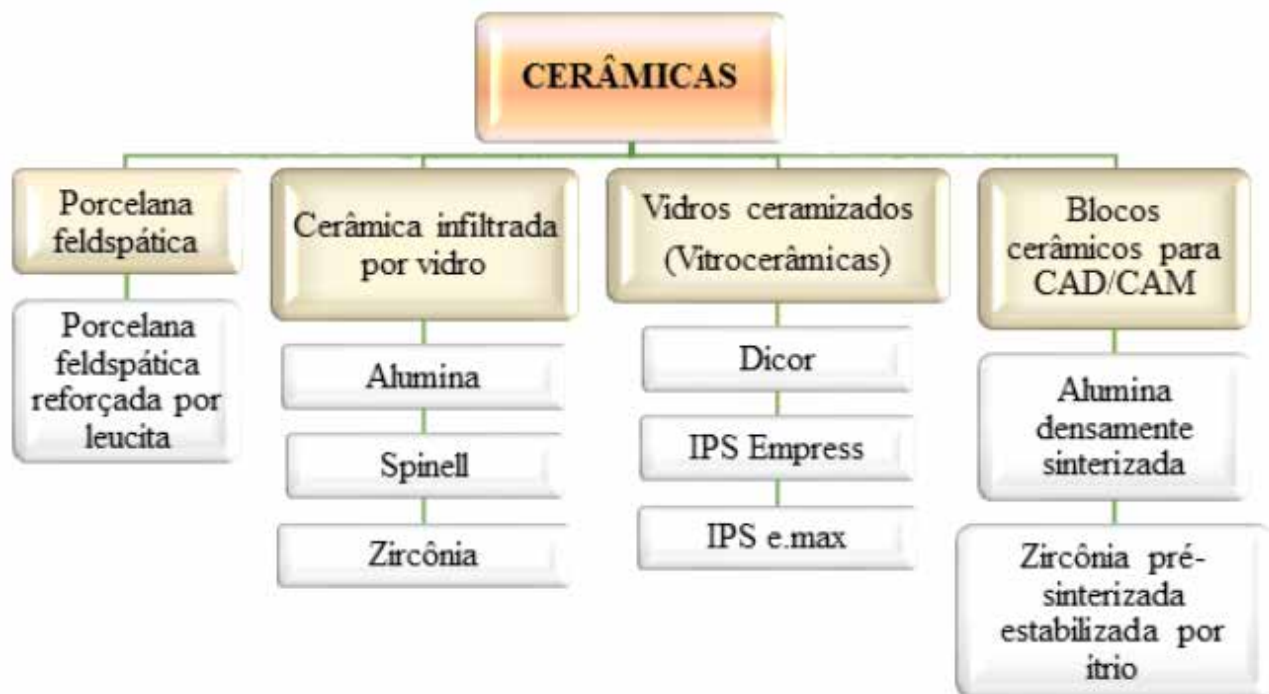 CERÂMICAS
Porcelana
feldspática
Porcelana
feldspática
reforçada por
leucita
Cerâmica infiltrada
por vidro
Alumina
Spinell
Zircônia
Vidros ceramizados
(Vitrocerâmicas)
Dicor
IPS Empress
IPS e.max
Blocos
cerâmicos para
CAD/CAM
Alumina
densamente
sinterizada
Zircônia pré-
sinterizada
estabilizada por
ítrio